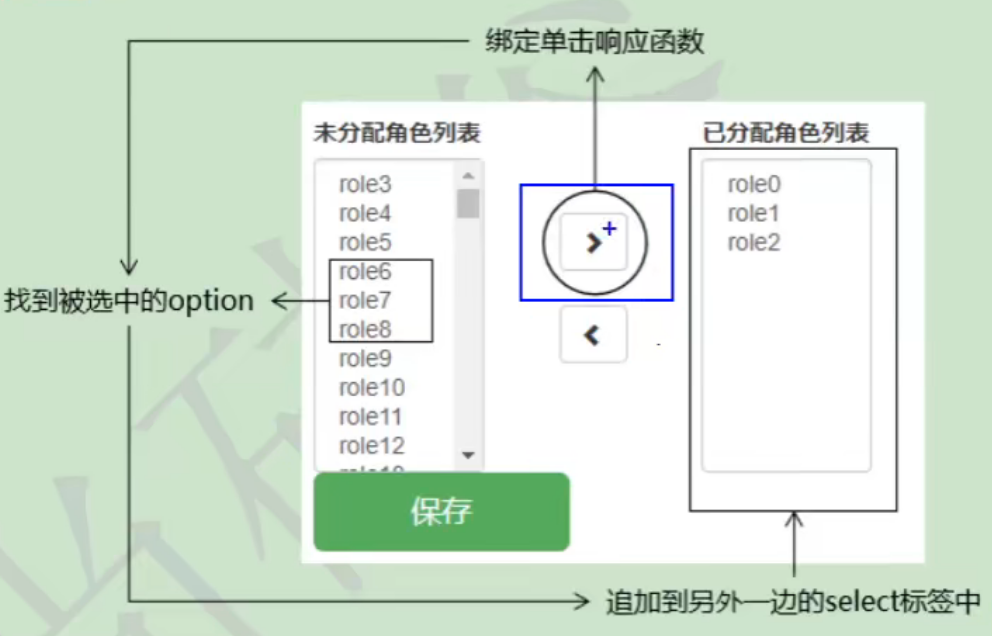 绑定单击响应函数
未分配角色列表
已分配角色列表
role3
role4
role5
role6
role7
role8
role9
role10
role11
role12
role0
role1
role2
找到被选中的option
保存
追加到另外一边的select标签中